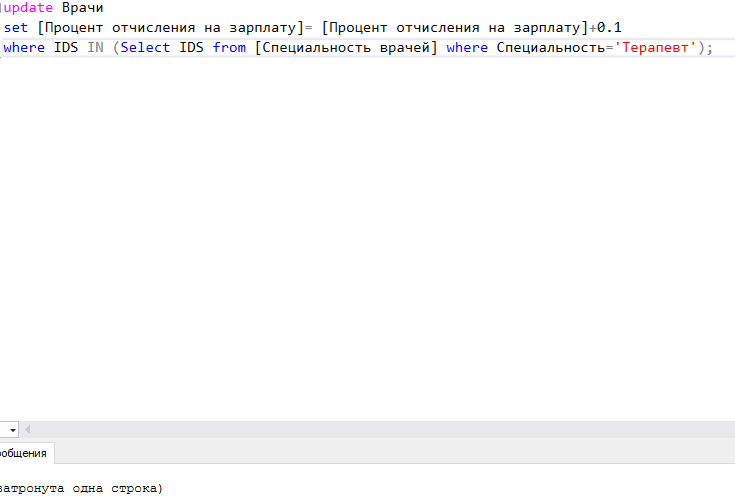 update Врачи
set [Процент отчисления на зарплату]= [Процент отчисления на зарплату]+0.1
where IDS IN (Select IDS from [Специальность врачей] where Специальность='Терапевт');
ообщения
затронута одна строка)